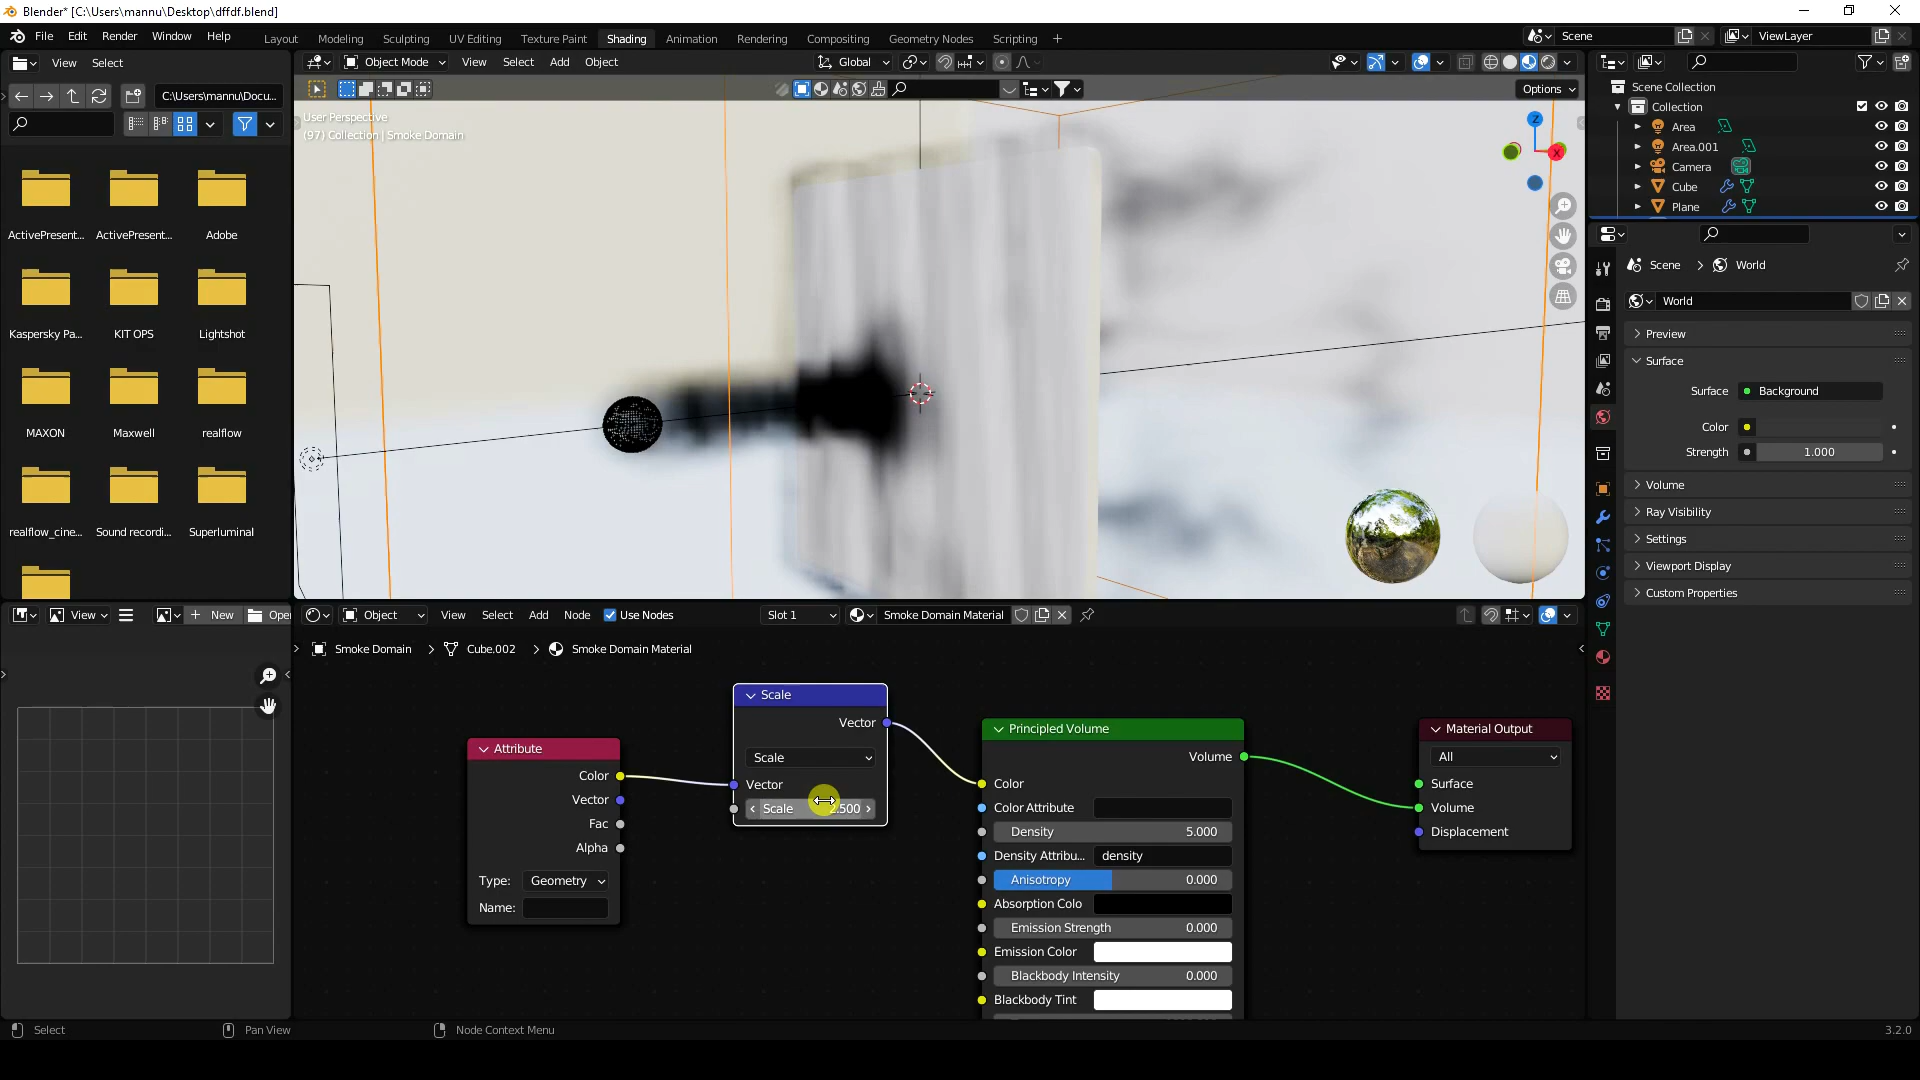 Blender* [C:\Users\mannu\Desktop\dffdf.blend]
File Edit Render Window Help
Layout Modeling Sculpting UV Editing Texture Paint Shading Animation Rendering Compositing Geometry Nodes Scripting +
Scene
ViewLayer
View Select
Object Mode View Select Add Object
Global
C:\Users\mannu\Docu...
Options
User Perspective
(97) Collection | Smoke Domain
Z
X
Scene Collection
Collection
Area
Area.001
Camera
Cube
Plane
ActivePresent... ActivePresent... Adobe
Kaspersky Pa... KIT OPS Lightshot
MAXON Maxwell realflow
realflow_cine... Sound recordi... Superluminal
Scene > World
World
Preview
Surface
Surface Background
Color
Strength 1.000
Volume
Ray Visibility
Settings
Viewport Display
Custom Properties
View New Ope
Object View Select Add Node Use Nodes Slot 1 Smoke Domain Material
Smoke Domain > Cube.002 > Smoke Domain Material
Attribute
Color
Vector
Fac
Alpha
Type: Geometry
Name:
Scale
Vector
Scale
Vector
Scale .500
Principled Volume
Volume
Color
Color Attribute
Density 5.000
Density Attribu... density
Anisotropy 0.000
Absorption Colo
Emission Strength 0.000
Emission Color
Blackbody Intensity 0.000
Blackbody Tint
Material Output
All
Surface
Volume
Displacement
Select Pan View Node Context Menu
3.2.0